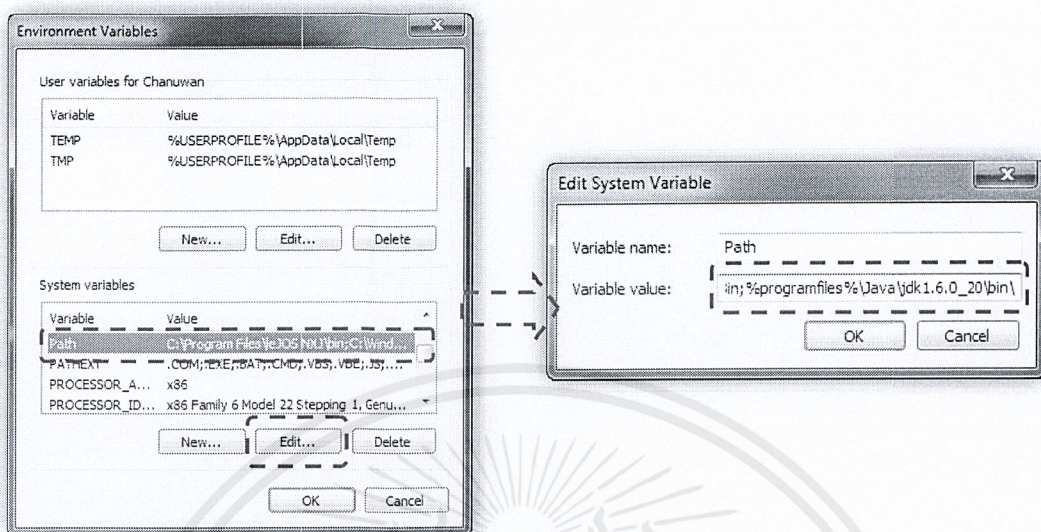 Environment Variables
User variables for Chanuwan
Variable Value
TEMP %USERPROFILE%\AppData\Local\Temp
TMP %USERPROFILE%\AppData\Local\Temp
New... Edit... Delete
System variables
Variable Value
Path C:\Program Files\leJOS NXJ\bin;C:\Wind...
PATHEXT .COM;.EXE;.BAT;.CMD;.VBS;.VBE;.JS;....
PROCESSOR_A... x86
PROCESSOR_ID... x86 Family 6 Model 22 Stepping 1, Genu...
New... Edit... Delete
OK Cancel
Edit System Variable
Variable name: Path
Variable value: in; %programfiles%\Java\jdk1.6.0_20\bin\
OK Cancel